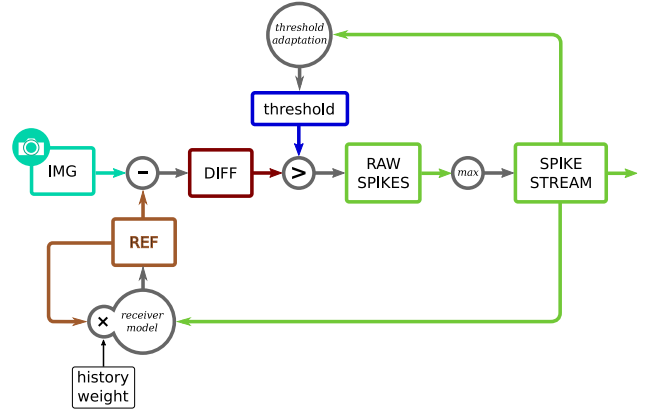 threshold
adaptation
threshold
IMG
-
DIFF
>
RAW
SPIKES
max
SPIKE
STREAM
REF
×
receiver
model
history
weight